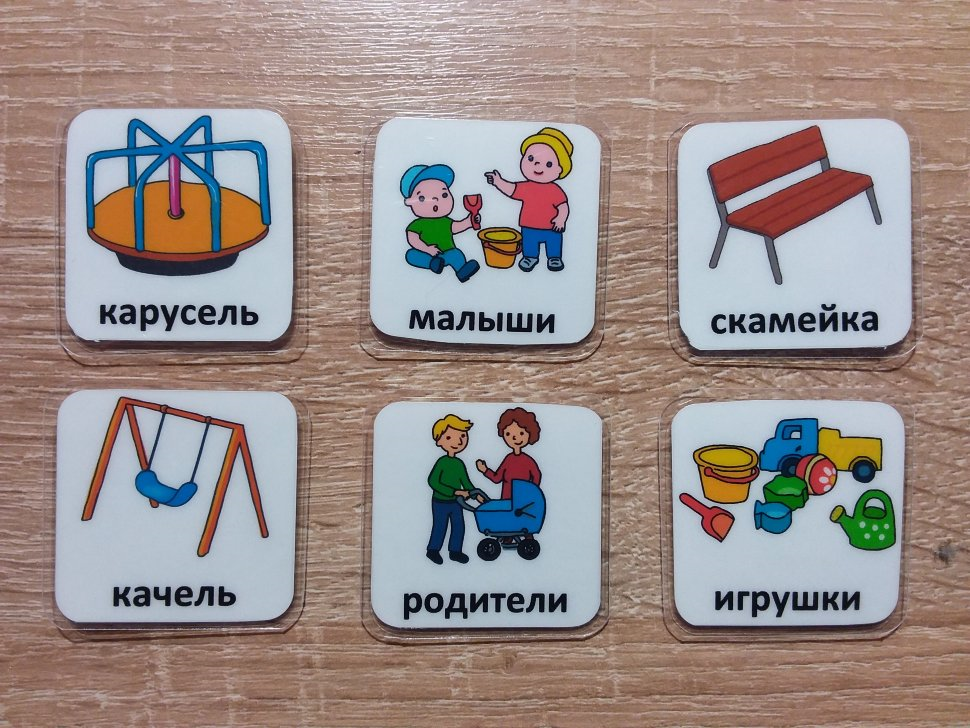 карусель
малыши
скамейка
качель
родители
игрушки